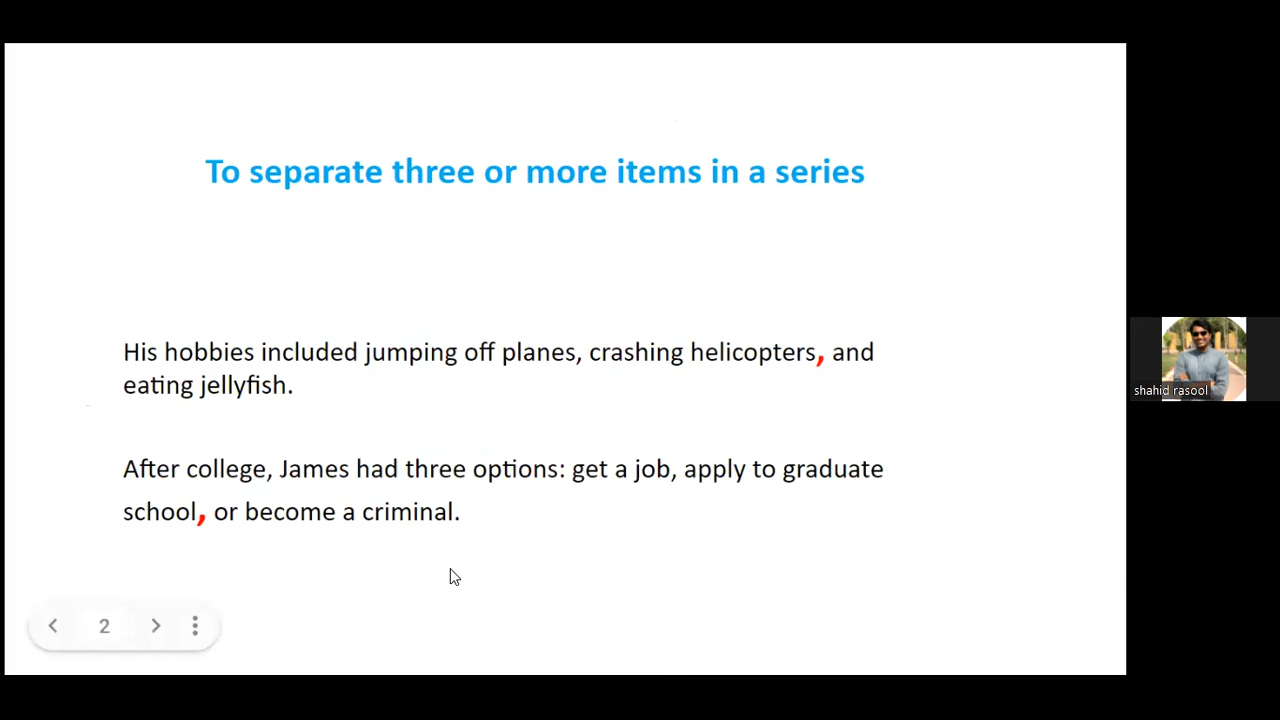 To separate three or more items in a series
His hobbies included jumping off planes, crashing helicopters, and
eating jellyfish.
After college, James had three options: get a job, apply to graduate
school, or become a criminal.
shahid rasool
2